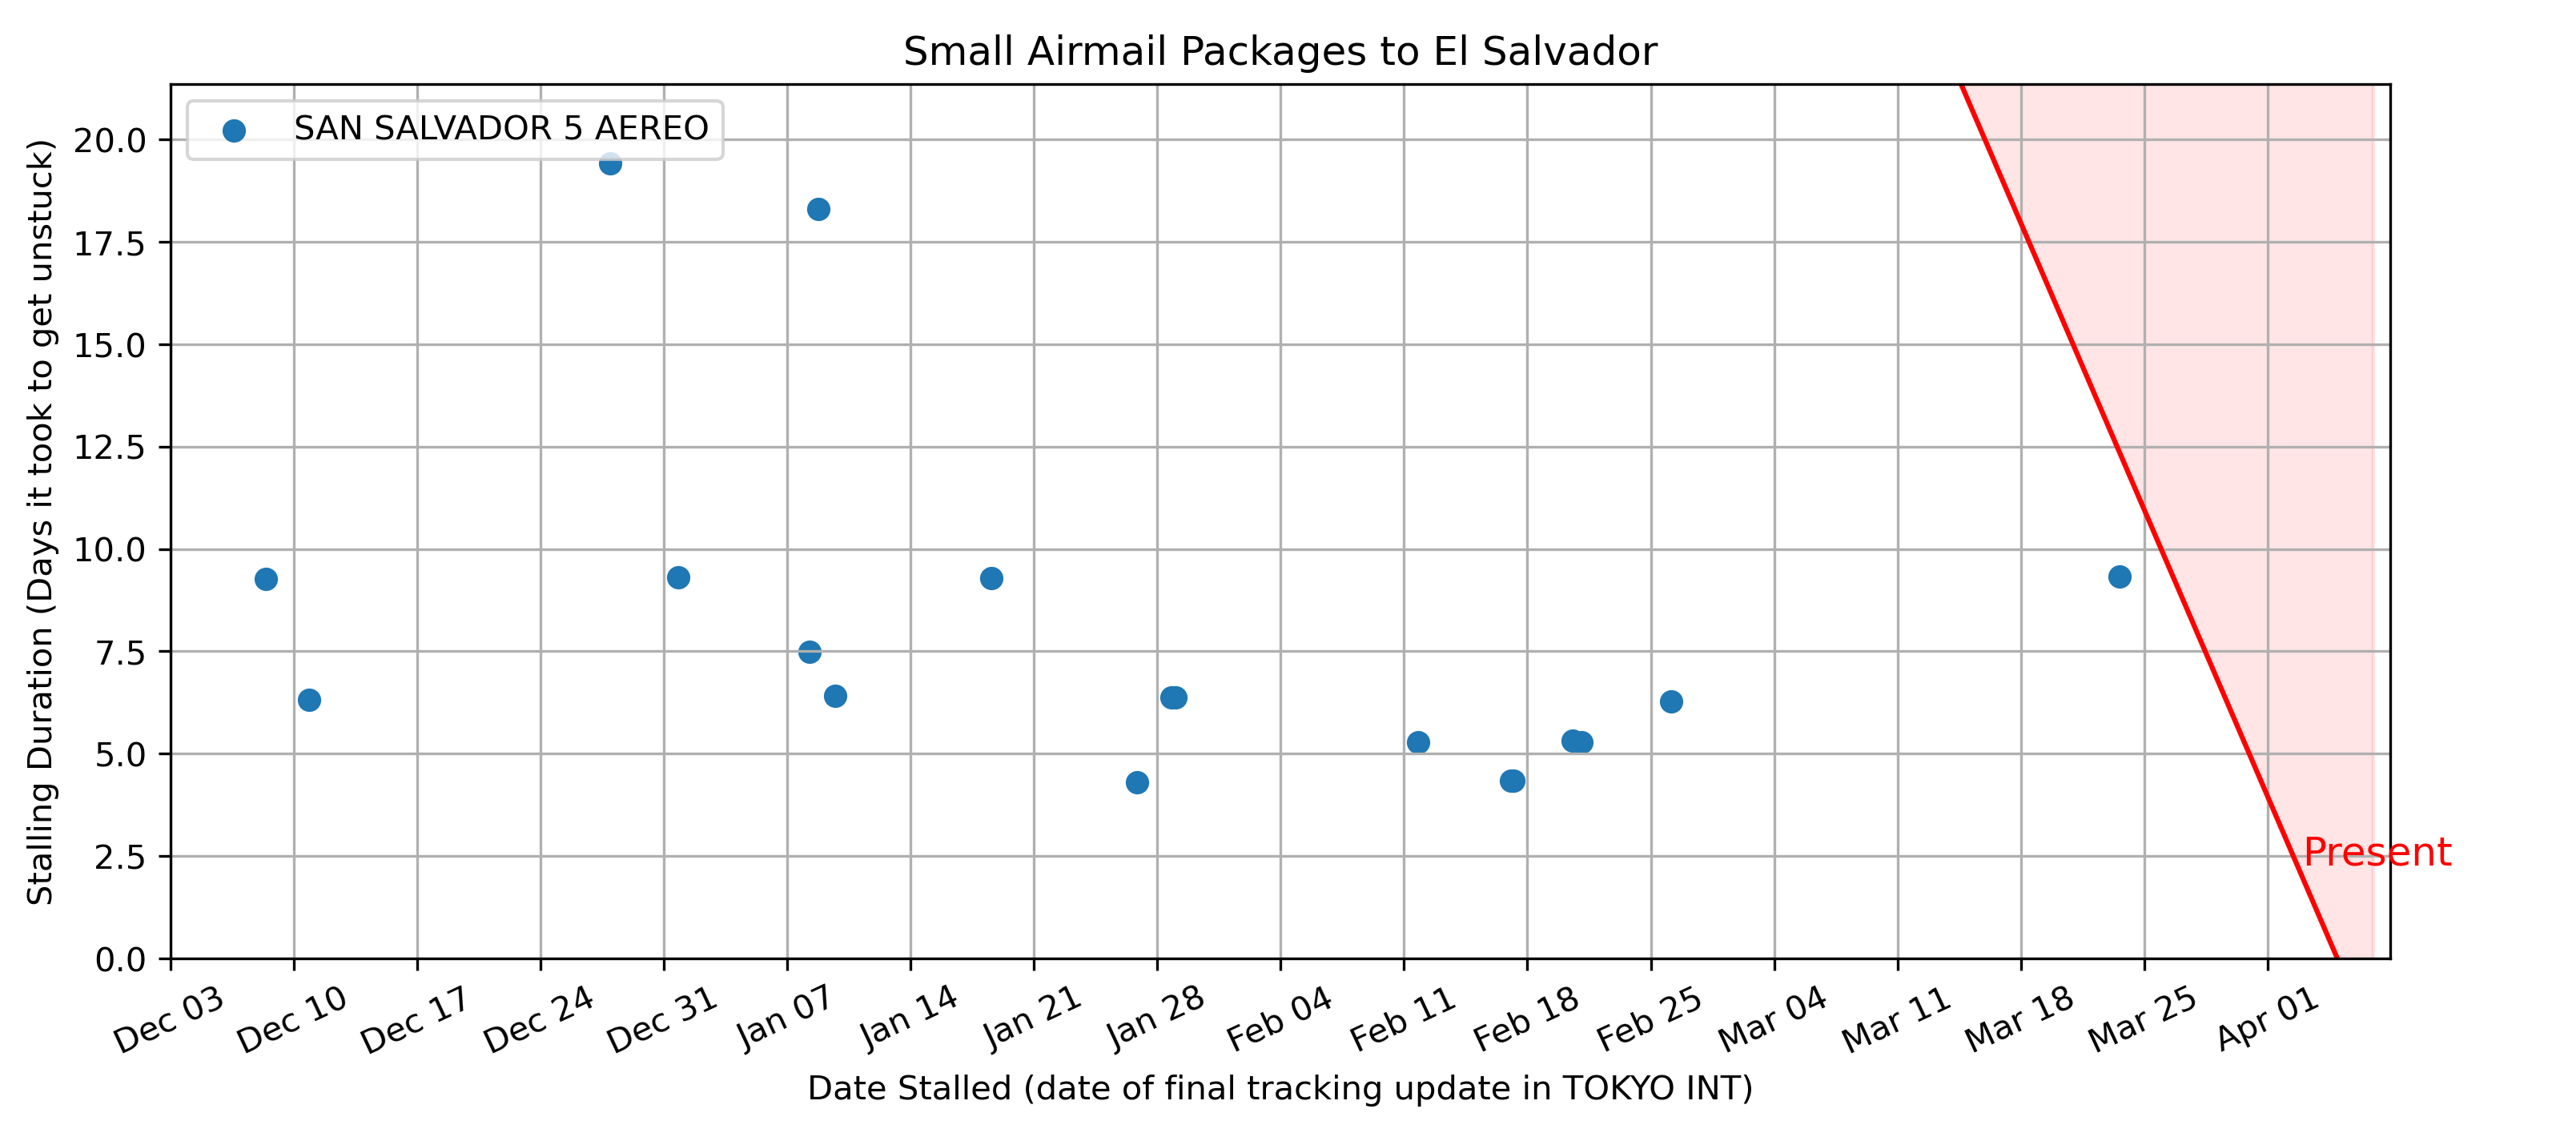 Small Airmail Packages to El Salvador
SAN SALVADOR 5 AEREO
Stalling Duration (Days it took to get unstuck)
20.0
17.5
15.0
12.5
10.0
7.5
5.0
2.5
0.0
Present
Dec 03 Dec 10 Dec 17 Dec 24 Dec 31 Jan 07 Jan 14 Jan 21 Jan 28 Feb 04 Feb 11 Feb 18 Feb 25 Mar 04 Mar 11 Mar 18 Mar 25 Apr 01
Date Stalled (date of final tracking update in TOKYO INT)